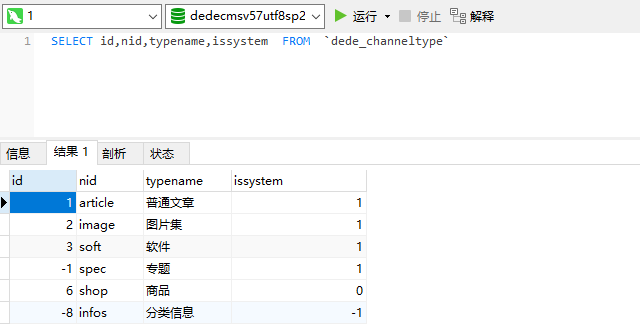 1 dedecmsv57utf8sp2 运行 停止 解释
1 SELECT id,nid,typename,issystem FROM `dede_channeltype`
信息 结果 1 剖析 状态
id nid typename issystem
1 article 普通文章 1
2 image 图片集 1
3 soft 软件 1
-1 spec 专题 1
6 shop 商品 0
-8 infos 分类信息 -1